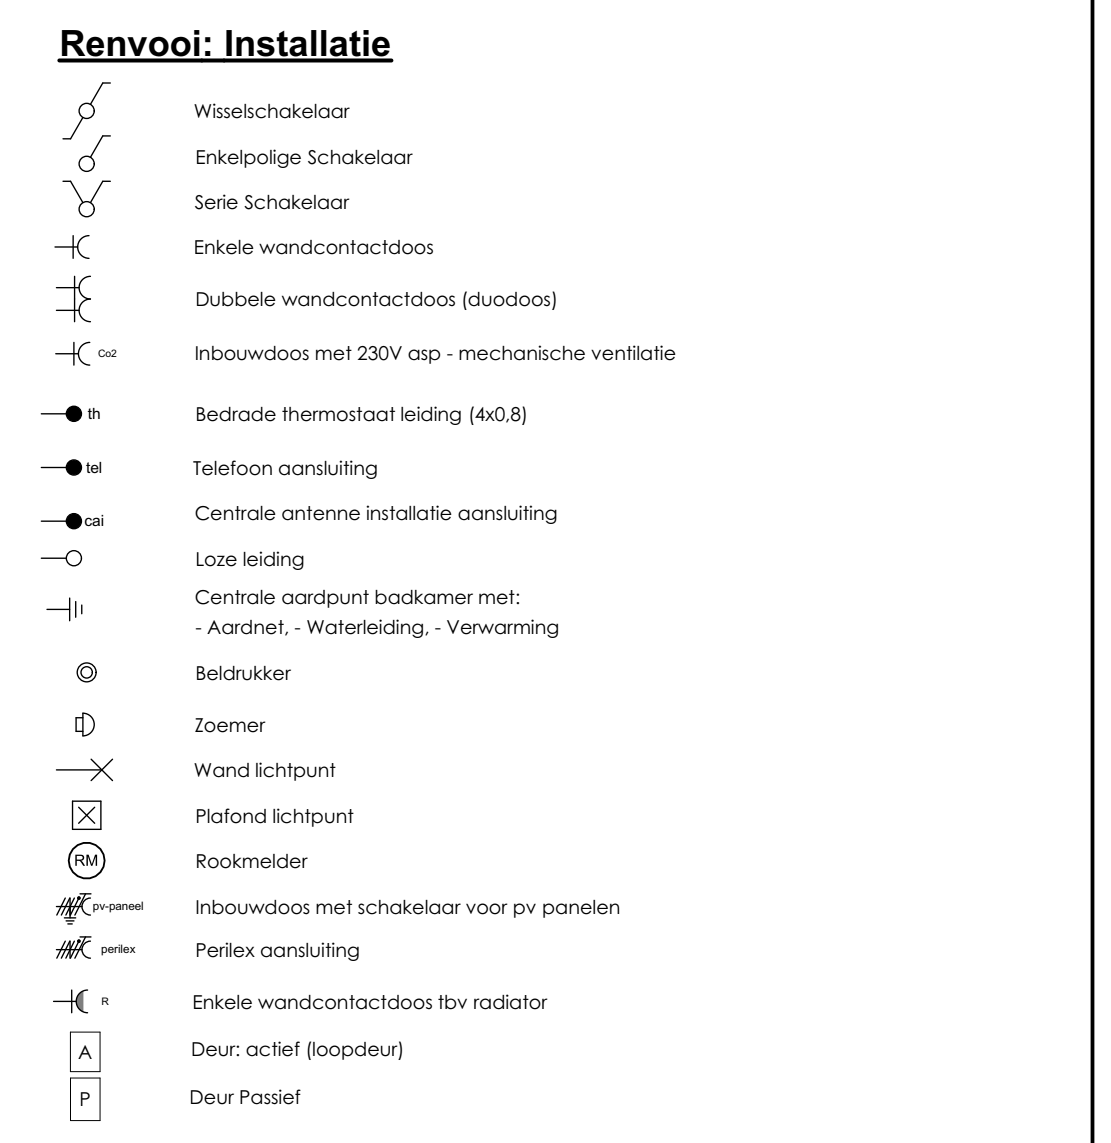 Renvooi: Installatie
Wisselschakelaar
Enkelpolige Schakelaar
Serie Schakelaar
Enkele wandcontactdoos
Dubbele wandcontactdoos (duodoos)
Co2 Inbouwdoos met 230V asp - mechanische ventilatie
th Bedrade thermostaat leiding (4x0,8)
tel Telefoon aansluiting
cai Centrale antenne installatie aansluiting
Loze leiding
Centrale aardpunt badkamer met:
- Aardnet, - Waterleiding, - Verwarming
Beldrukker
Zoemer
Wand lichtpunt
Plafond lichtpunt
RM Rookmelder
pv-paneel Inbouwdoos met schakelaar voor pv panelen
perilex Perilex aansluiting
R Enkele wandcontactdoos tbv radiator
A Deur: actief (loopdeur)
P Deur Passief